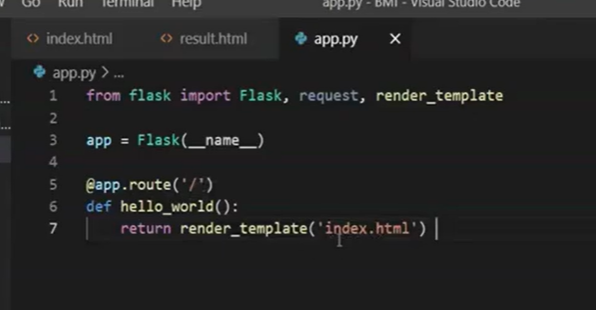 Go Run Terminal Help app.py - BMI - Visual Studio Code
index.html result.html app.py ×
app.py > ...
1 from flask import Flask, request, render_template
2
3 app = Flask(__name__)
4
5 @app.route('/')
6 def hello_world():
7 return render_template('index.html')